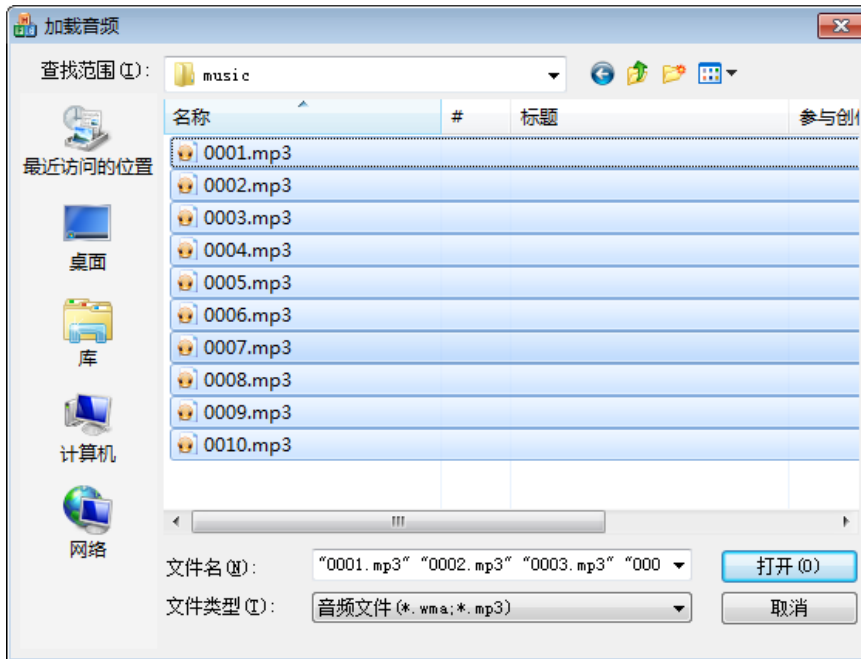 加载音频
查找范围(I): music
名称 # 标题
0001.mp3
0002.mp3
0003.mp3
0004.mp3
0005.mp3
0006.mp3
0007.mp3
0008.mp3
0009.mp3
0010.mp3
最近访问的位置
桌面
库
计算机
网络
文件名(N): "0001.mp3" "0002.mp3" "0003.mp3" "000 打开(O)
文件类型(T): 音频文件(*.wma;*.mp3) 取消